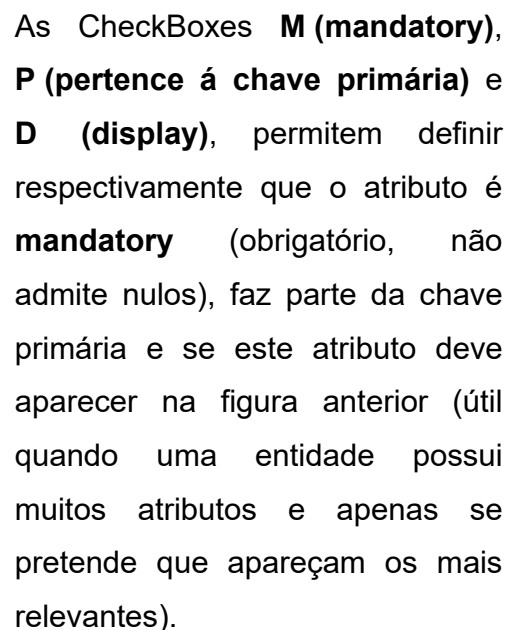 As CheckBoxes M (mandatory),
P (pertence á chave primária) e
D (display), permitem definir
respectivamente que o atributo é
mandatory (obrigatório, não
admite nulos), faz parte da chave
primária e se este atributo deve
aparecer na figura anterior (útil
quando uma entidade possui
muitos atributos e apenas se
pretende que apareçam os mais
relevantes).